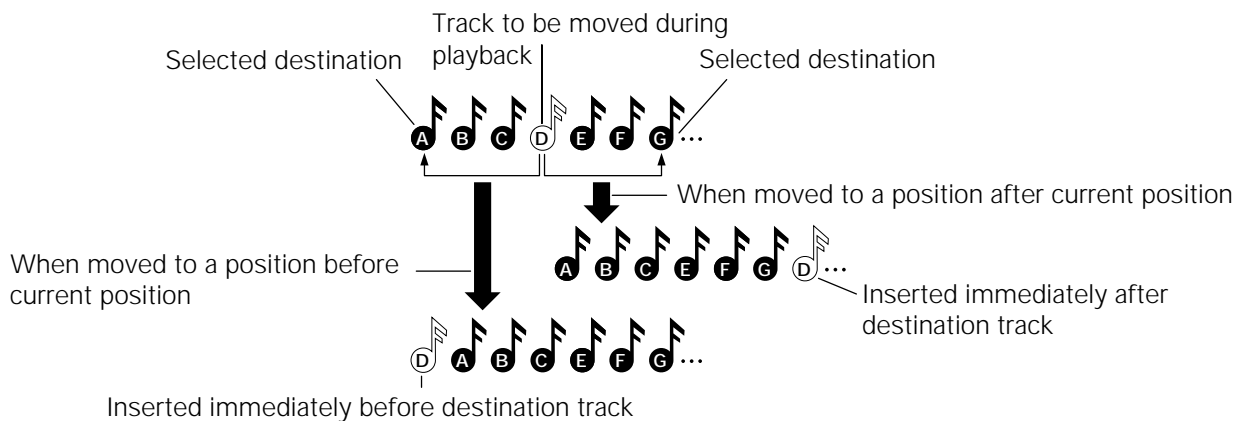 Track to be moved during
playback
Selected destination
Selected destination
A B C D E F G ...
When moved to a position after current position
A B C E F G D ...
When moved to a position before
current position
Inserted immediately after
destination track
D A B C E F G ...
Inserted immediately before destination track